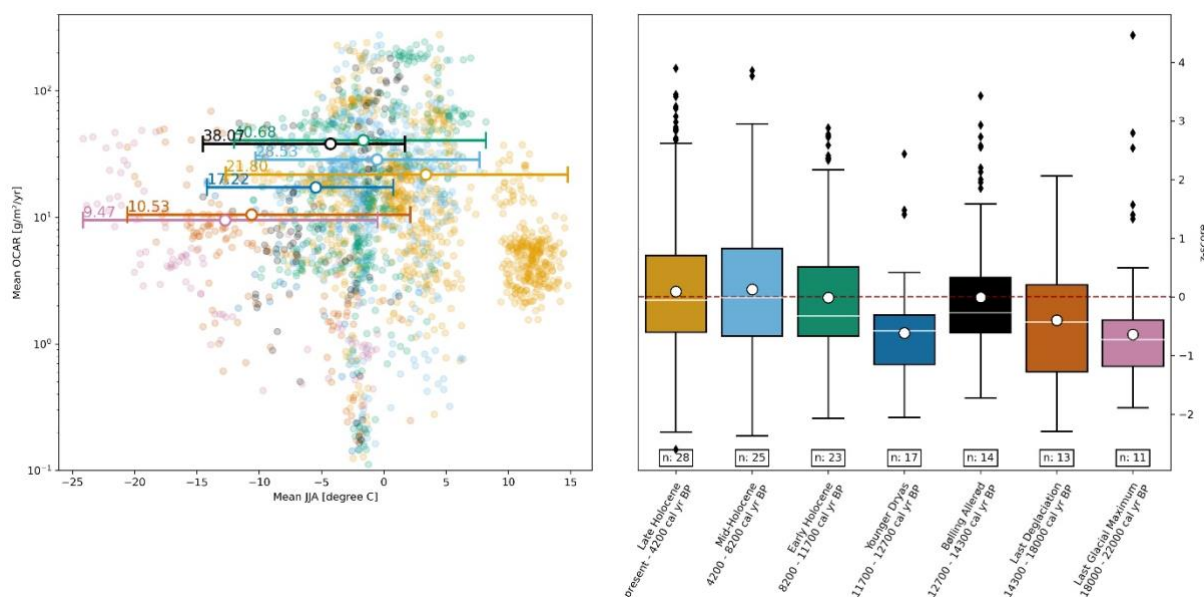 10²
10¹
10⁰
10⁻¹
Mean OCAR [g/m²/yr]
38.07
40.68
28.53
21.80
17.22
10.53
9.47
−25 −20 −15 −10 −5 0 5 10 15
Mean JJA [degree C]
4
3
2
1
0
−1
−2
z-score
n: 28 n: 25 n: 23 n: 17 n: 14 n: 13 n: 11
Late Holocene
present - 4200 cal yr BP
Mid-Holocene
4200 - 8200 cal yr BP
Early Holocene
8200 - 11700 cal yr BP
Younger Dryas
11700 - 12700 cal yr BP
Bølling Allerød
12700 - 14300 cal yr BP
Last Deglaciation
14300 - 18000 cal yr BP
Last Glacial Maximum
18000 - 22000 cal yr BP